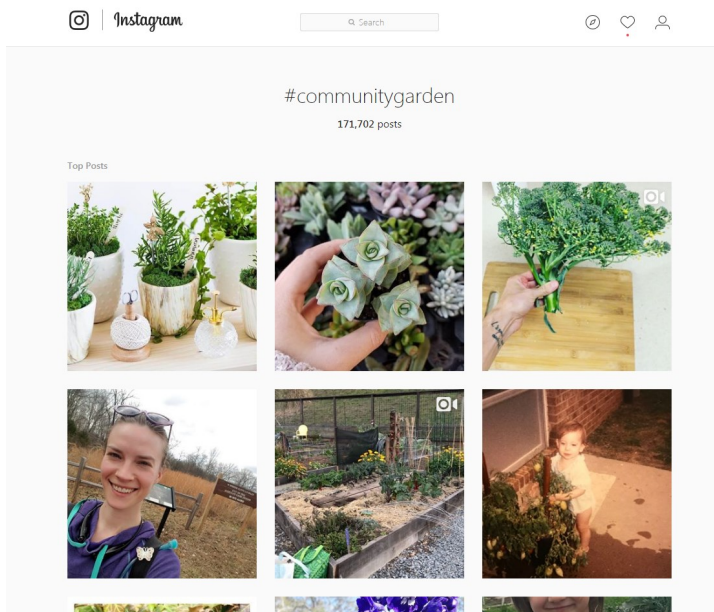 Instagram
Search
#communitygarden
171,702 posts
Top Posts